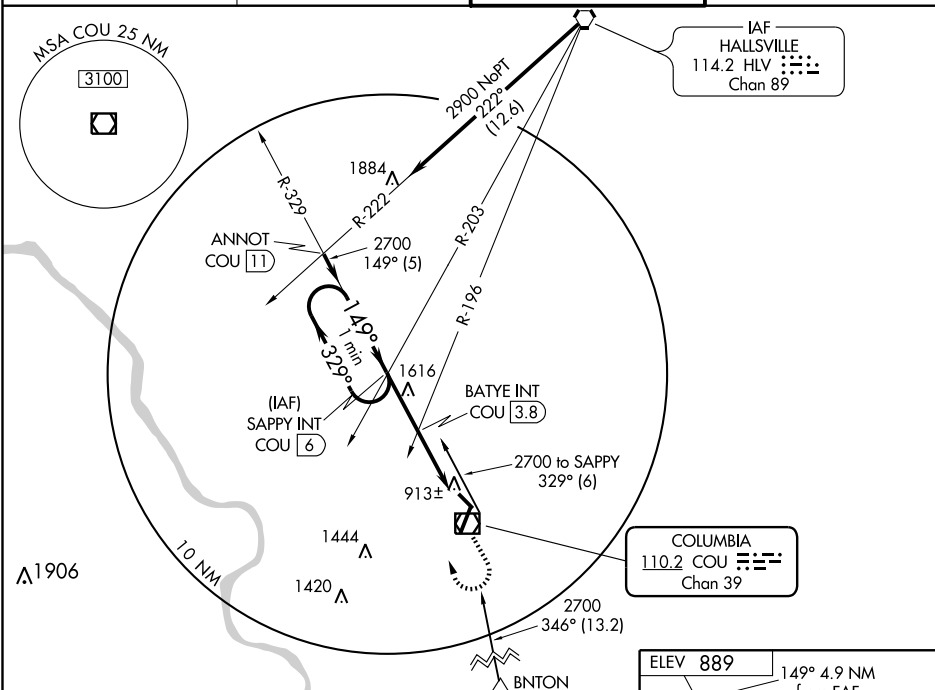 MSA COU 25 NM
3100
IAF
HALLSVILLE
114.2 HLV
Chan 89
2900 NoPT
222°
(12.6)
1884
R-329
R-222
R-203
R-196
ANNOT
COU 11
2700
149° (5)
149°
1 min
329°
1616
(IAF)
SAPPY INT
COU 6
BATYE INT
COU 3.8
2700 to SAPPY
329° (6)
913±
1444
1420
1906
10 NM
COLUMBIA
110.2 COU
Chan 39
2700
346° (13.2)
BNTON
ELEV 889
149° 4.9 NM